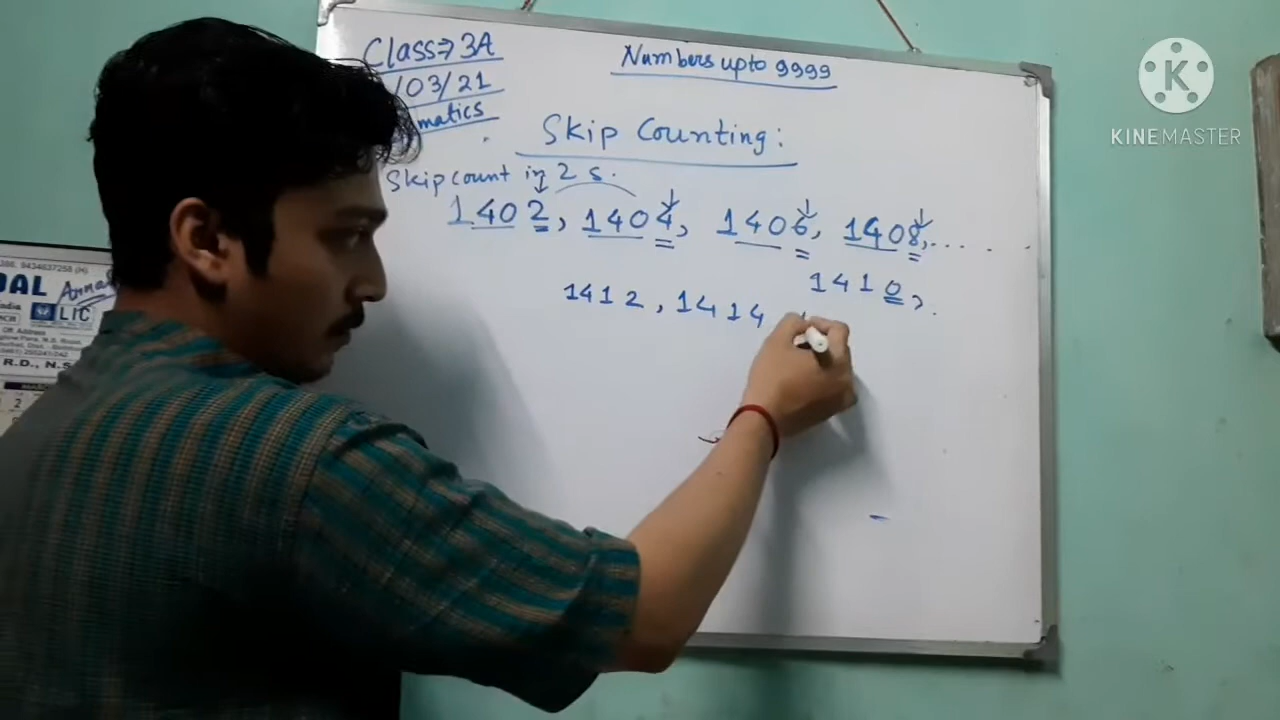 Class⇒3A
Numbers upto 9999
/03/21
matics
Skip Counting:
Skip count in 2 s.
1402, 1404, 1406, 1408,.....
1410,
1412, 1414
KINEMASTER
K
LIC